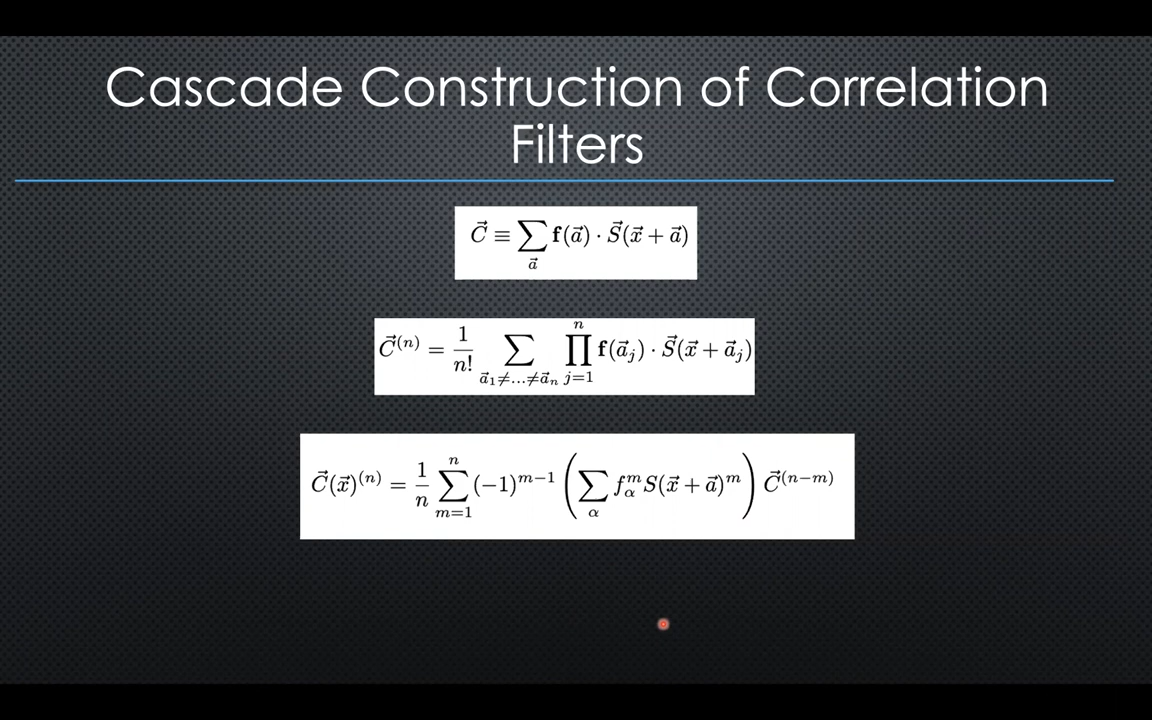 Cascade Construction of Correlation
Filters
$\vec{C} \equiv \sum_{\vec{a}} \mathbf{f}(\vec{a}) \cdot \vec{S}(\vec{x} + \vec{a})$
$\vec{C}^{(n)} = \frac{1}{n!} \sum_{\vec{a}_1 \neq \ldots \neq \vec{a}_n} \prod_{j=1}^{n} \mathbf{f}(\vec{a}_j) \cdot \vec{S}(\vec{x} + \vec{a}_j)$
$\vec{C}(\vec{x})^{(n)} = \frac{1}{n} \sum_{m=1}^{n} (-1)^{m-1} \left( \sum_{\alpha} f_{\alpha}^{m} S(\vec{x} + \vec{a})^{m} \right) \vec{C}^{(n-m)}$